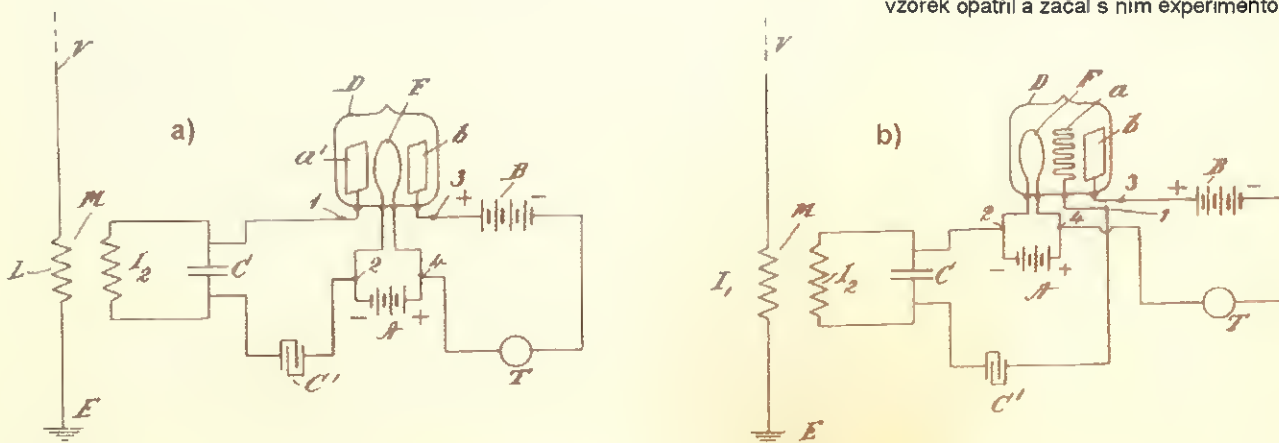 vzorek opatřil a začal s ním experimento
V
D
F
a)
a'
b
1
3
+
B
-
M
L
I2
C
2
4
-
A
+
C'
T
E
V
D
F
a
b)
b
3
+
B
-
1
M
2
4
I1
I2
C
-
A
+
T
C'
E